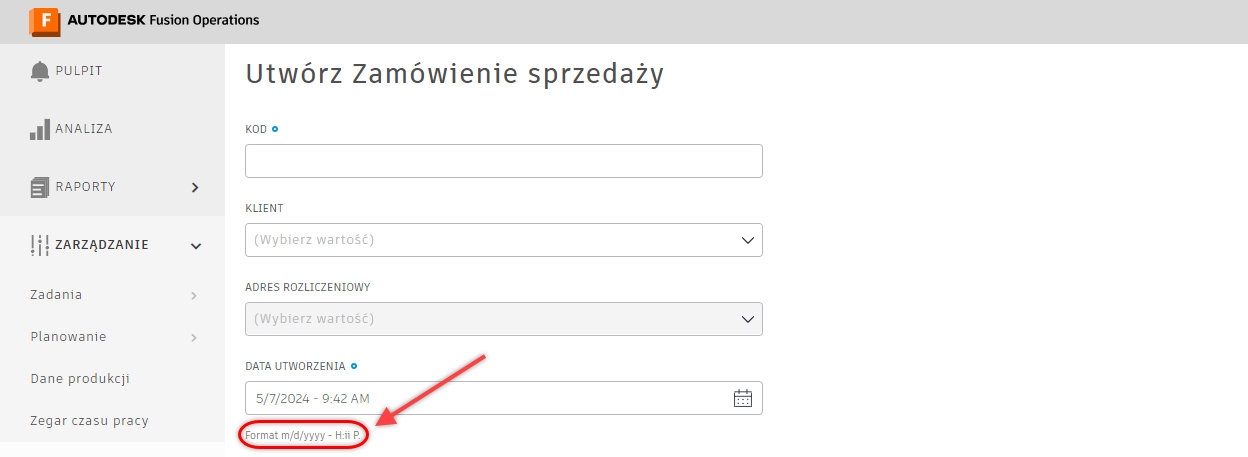 F AUTODESK Fusion Operations
PULPIT
ANALIZA
RAPORTY
ZARZĄDZANIE
Zadania
Planowanie
Dane produkcji
Zegar czasu pracy
Utwórz Zamówienie sprzedaży
KOD
KLIENT
(Wybierz wartość)
ADRES ROZLICZENIOWY
(Wybierz wartość)
DATA UTWORZENIA
5/7/2024 - 9:42 AM
Format m/d/yyyy - H:ii P.